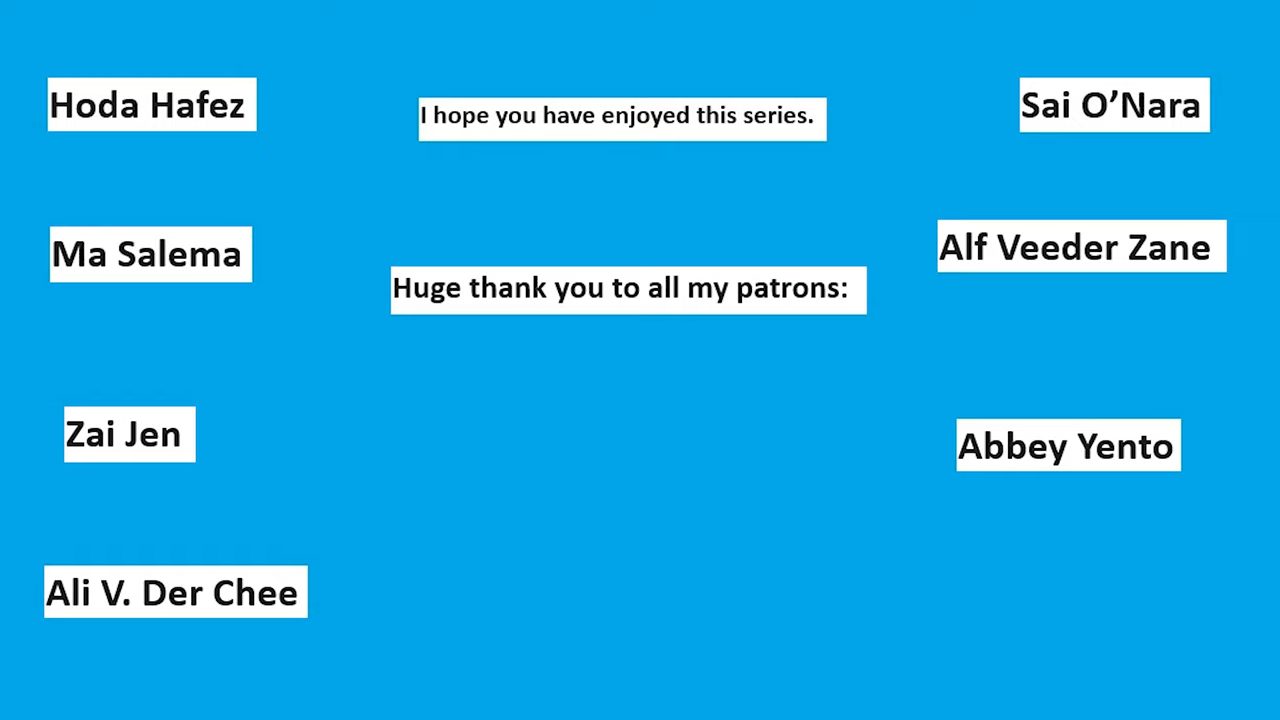 Hoda Hafez
I hope you have enjoyed this series.
Sai O’Nara
Ma Salema
Alf Veeder Zane
Huge thank you to all my patrons:
Zai Jen
Abbey Yento
Ali V. Der Chee